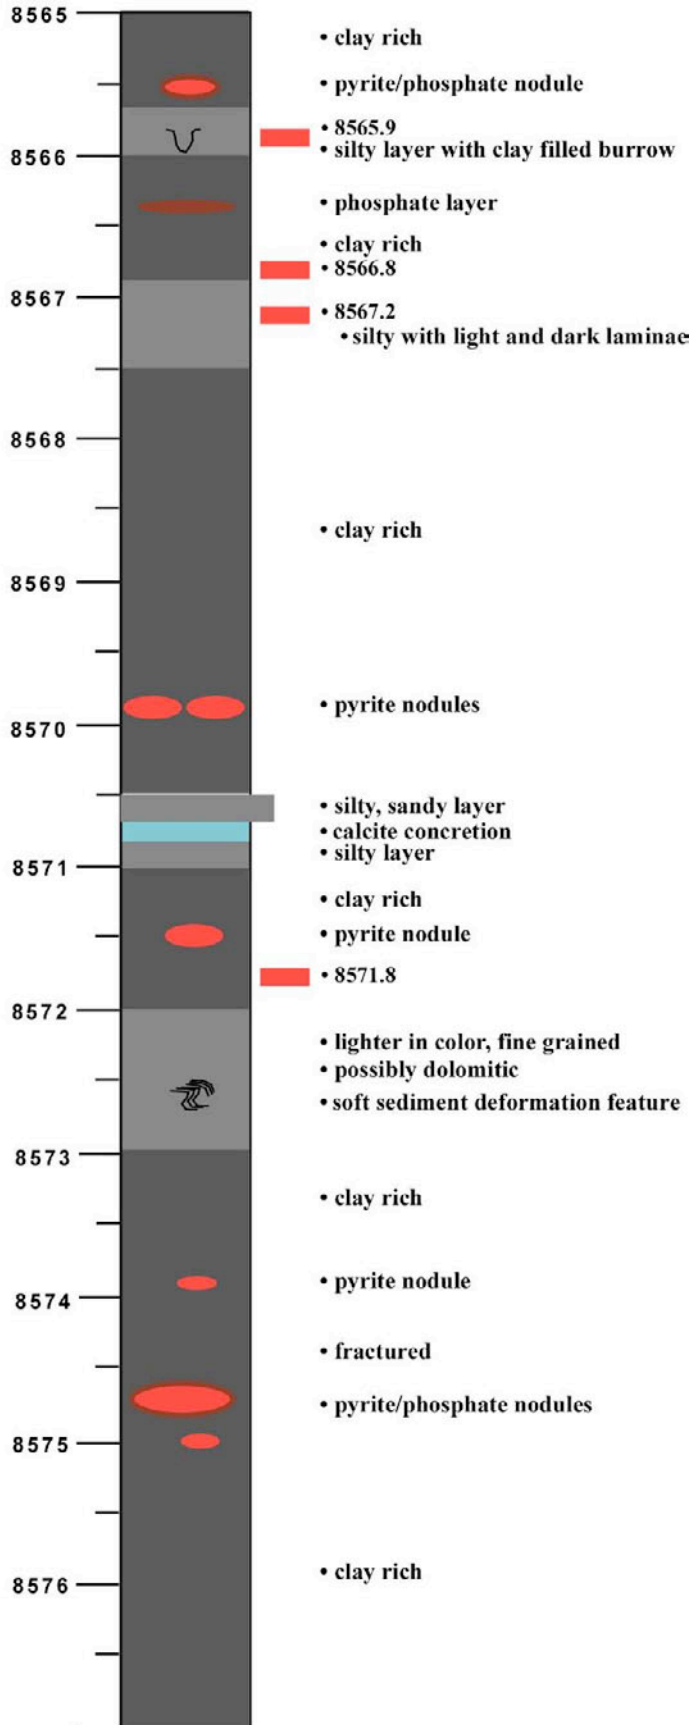 8565
• clay rich
• pyrite/phosphate nodule
• 8565.9
• silty layer with clay filled burrow
8566
• phosphate layer
• clay rich
• 8566.8
8567
• 8567.2
• silty with light and dark laminae
8568
• clay rich
8569
• pyrite nodules
8570
• silty, sandy layer
• calcite concretion
• silty layer
8571
• clay rich
• pyrite nodule
• 8571.8
8572
• lighter in color, fine grained
• possibly dolomitic
• soft sediment deformation feature
8573
• clay rich
• pyrite nodule
8574
• fractured
• pyrite/phosphate nodules
8575
• clay rich
8576